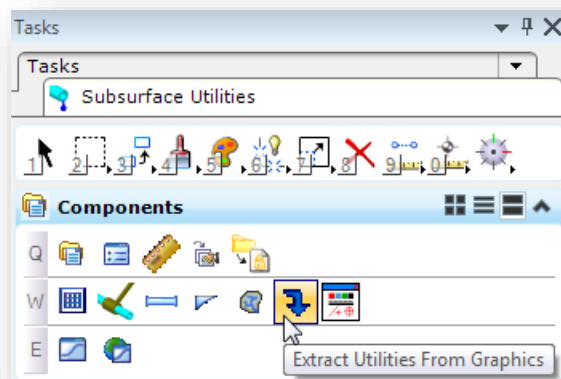 Tasks
Tasks
Subsurface Utilities
1 2 3 4 5 6 7 8 9 0
Components
Q
W
E
Extract Utilities From Graphics